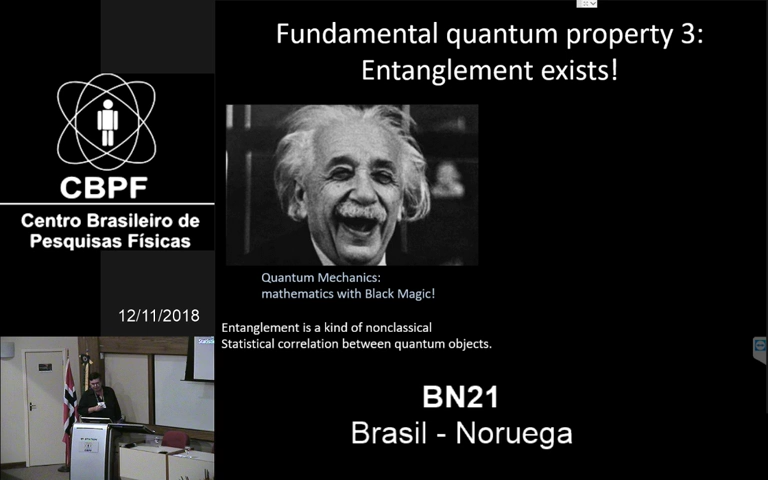 Fundamental quantum property 3:
Entanglement exists!
CBPF
Centro Brasileiro de
Pesquisas Físicas
Quantum Mechanics:
mathematics with Black Magic!
12/11/2018
Entanglement is a kind of nonclassical
Statistical correlation between quantum objects.
BN21
Brasil - Noruega